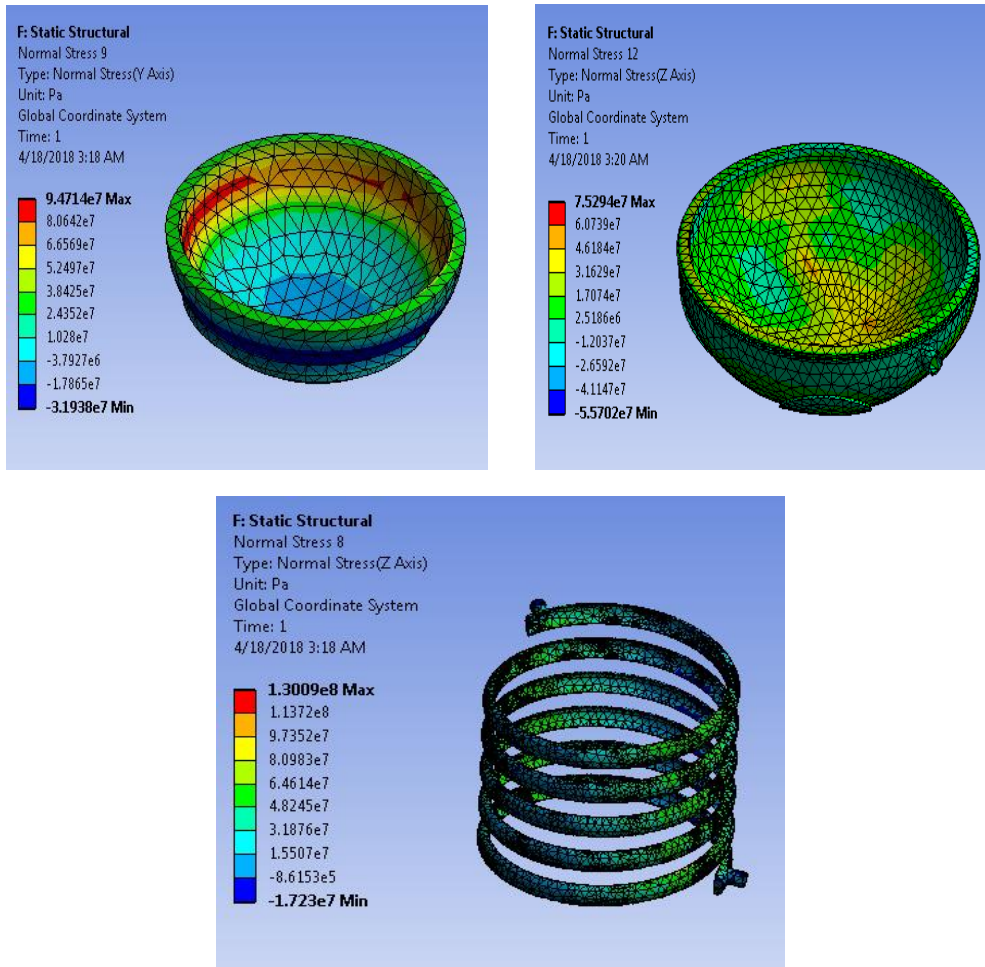 F: Static Structural
Normal Stress 9
Type: Normal Stress(Y Axis)
Unit: Pa
Global Coordinate System
Time: 1
4/18/2018 3:18 AM
9.4714e7 Max
8.0642e7
6.6569e7
5.2497e7
3.8425e7
2.4352e7
1.028e7
-3.7927e6
-1.7865e7
-3.1938e7 Min
F: Static Structural
Normal Stress 12
Type: Normal Stress(Z Axis)
Unit: Pa
Global Coordinate System
Time: 1
4/18/2018 3:20 AM
7.5294e7 Max
6.0739e7
4.6184e7
3.1629e7
1.7074e7
2.5186e6
-1.2037e7
-2.6592e7
-4.1147e7
-5.5702e7 Min
F: Static Structural
Normal Stress 8
Type: Normal Stress(Z Axis)
Unit: Pa
Global Coordinate System
Time: 1
4/18/2018 3:18 AM
1.3009e8 Max
1.1372e8
9.7352e7
8.0983e7
6.4614e7
4.8245e7
3.1876e7
1.5507e7
-8.6153e5
-1.723e7 Min